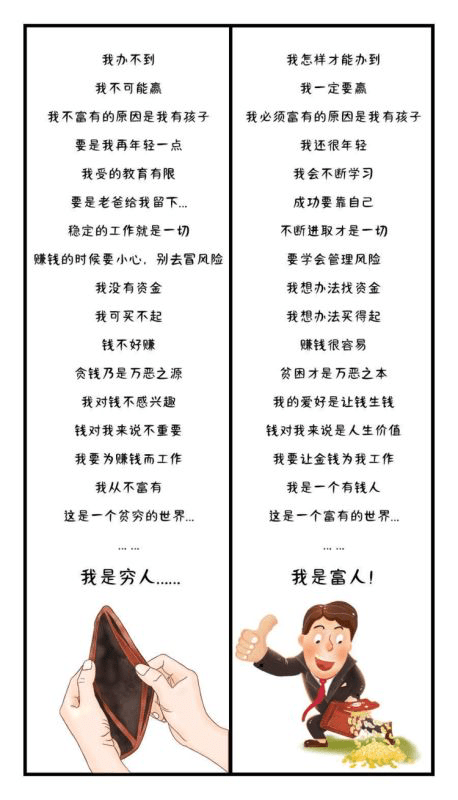 我办不到
我不可能赢
我不富有的原因是我有孩子
要是我再年轻一点
我受的教育有限
要是老爸给我留下...
稳定的工作就是一切
赚钱的时候要小心，别去冒风险
我没有资金
我可买不起
钱不好赚
贪钱乃是万恶之源
我对钱不感兴趣
钱对我来说不重要
我要为赚钱而工作
我从不富有
这是一个贫穷的世界...
... ...
我是穷人......
我怎样才能办到
我一定要赢
我必须富有的原因是我有孩子
我还很年轻
我会不断学习
成功要靠自己
不断进取才是一切
要学会管理风险
我想办法找资金
我想办法买得起
赚钱很容易
贫困才是万恶之本
我的爱好是让钱生钱
钱对我来说是人生价值
我要让金钱为我工作
我是一个有钱人
这是一个富有的世界...
... ...
我是富人!